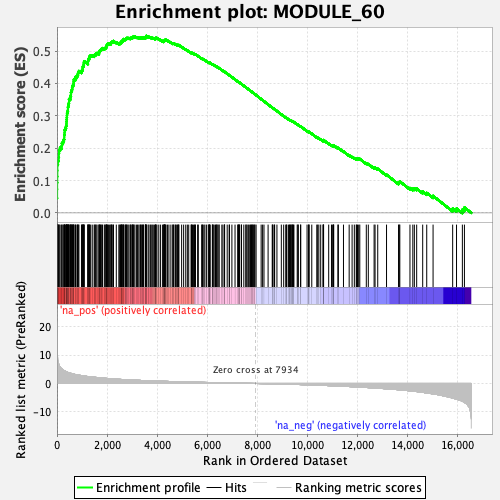 Enrichment plot: MODULE_60
Enrichment score (ES)
0.5
0.4
0.3
0.2
0.1
0.0
'na_pos' (positively correlated)
Ranked list metric (PreRanked)
20
10
0
-10
Zero cross at 7934
'na_neg' (negatively correlated)
0 2,000 4,000 6,000 8,000 10,000 12,000 14,000 16,000
Rank in Ordered Dataset
Enrichment profile Hits Ranking metric scores